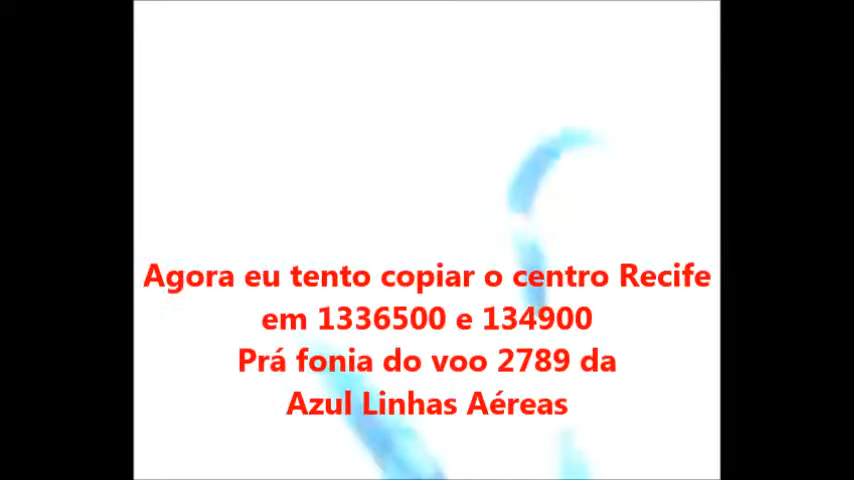 Agora eu tento copiar o centro Recife
em 1336500 e 134900
Prá fonia do voo 2789 da
Azul Linhas Aéreas